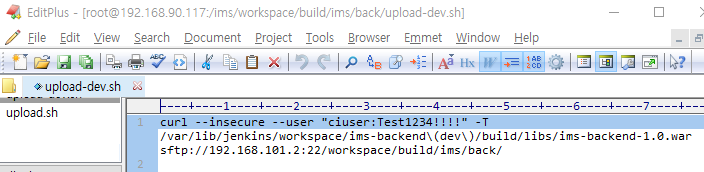 EditPlus - [root@192.168.90.117:/ims/workspace/build/ims/back/upload-dev.sh]
File Edit View Search Document Project Tools Browser Emmet Window Help
upload-dev.sh
upload.sh
----+----1----+----2----+----3----+----4----+----5----+----6----+----7----+--
1 curl --insecure --user "ciuser:Test1234!!!!" -T
/var/lib/jenkins/workspace/ims-backend\(dev\)/build/libs/ims-backend-1.0.war
sftp://192.168.101.2:22/workspace/build/ims/back/
2